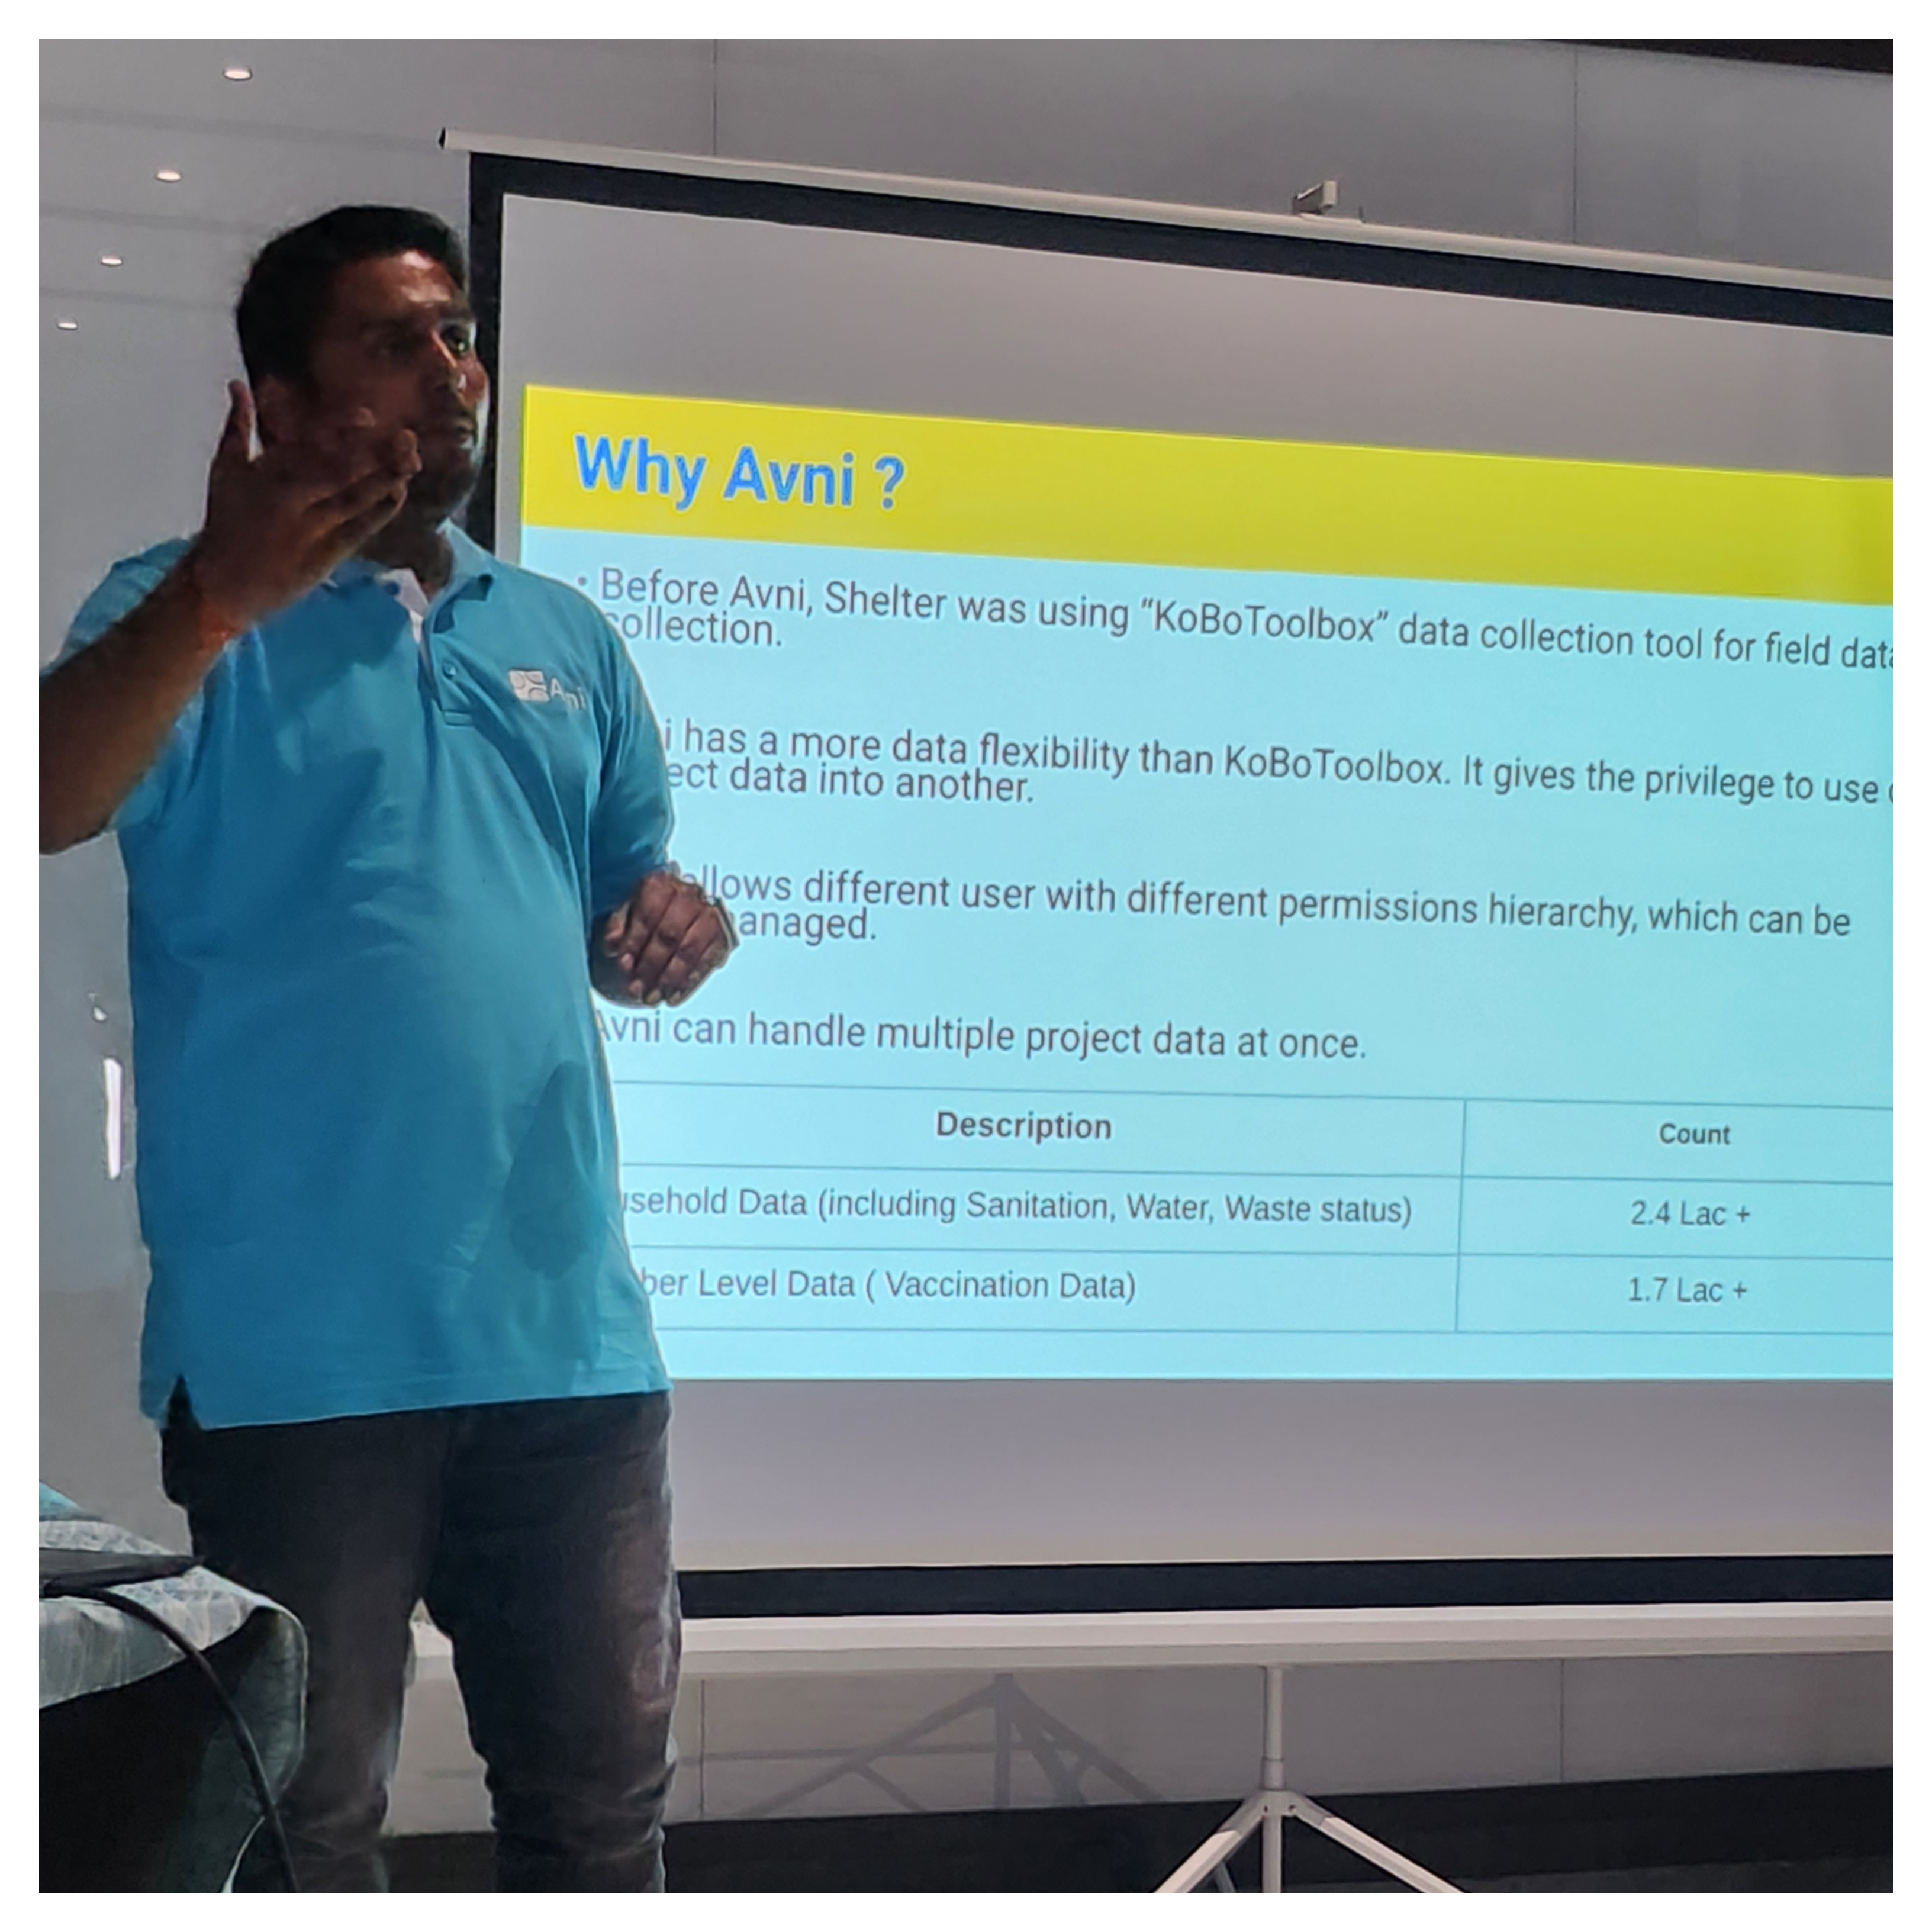 Why Avni ?
• Before Avni, Shelter was using “KoBoToolbox” data collection tool for field data
collection.
has a more data flexibility than KoBoToolbox. It gives the privilege to use
data into another.
allows different user with different permissions hierarchy, which can be
managed.
Avni can handle multiple project data at once.
Description Count
Data (including Sanitation, Water, Waste status) 2.4 Lac +
Level Data ( Vaccination Data) 1.7 Lac +
Avni